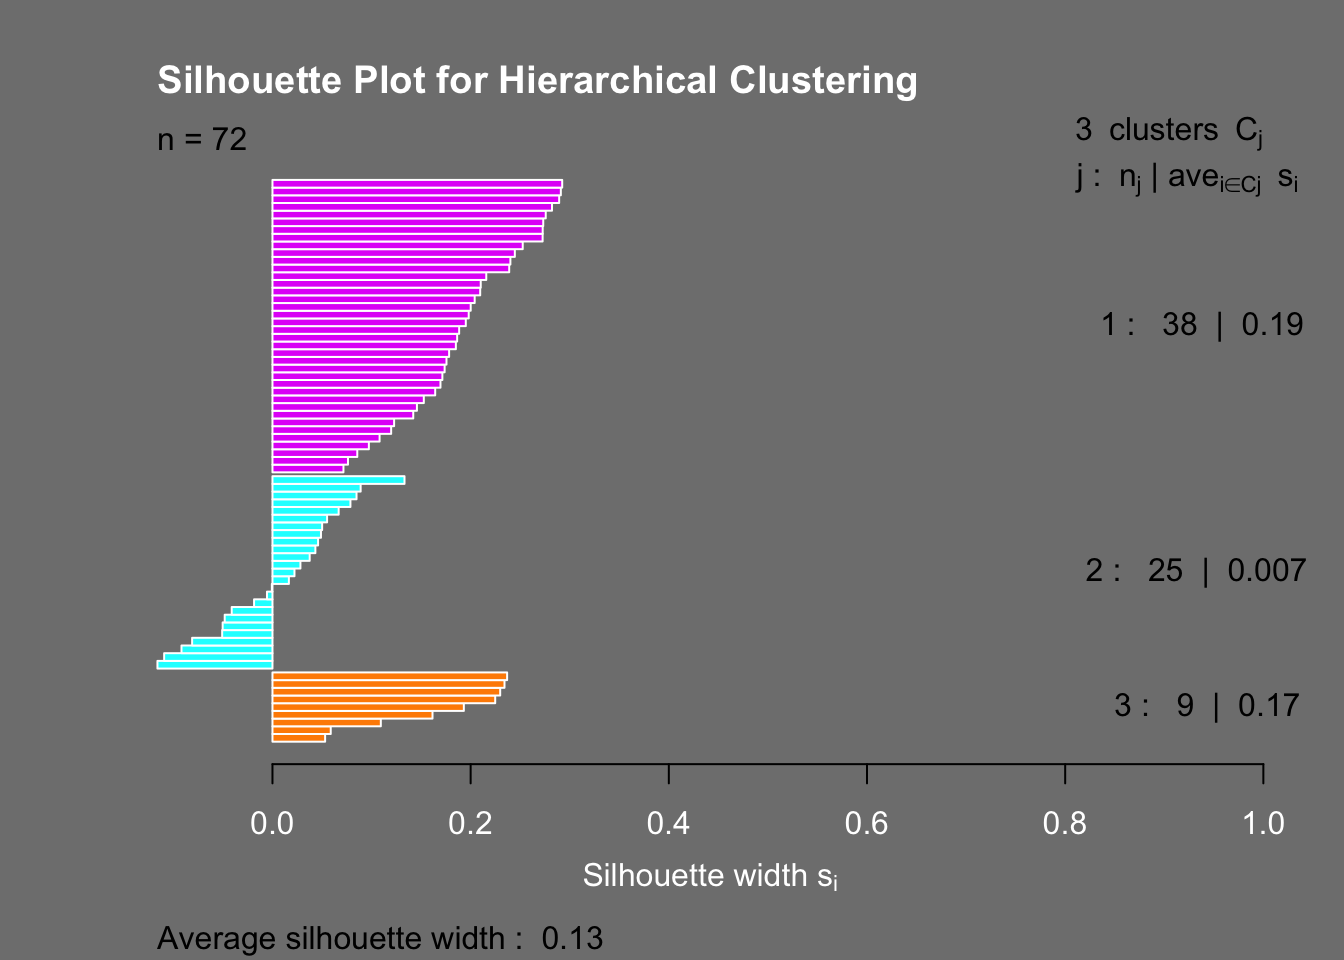 Silhouette Plot for Hierarchical Clustering
n = 72
3 clusters Cj
j : nj | avei∈Cj si
1 : 38 | 0.19
2 : 25 | 0.007
3 : 9 | 0.17
0.0 0.2 0.4 0.6 0.8 1.0
Silhouette width si
Average silhouette width : 0.13